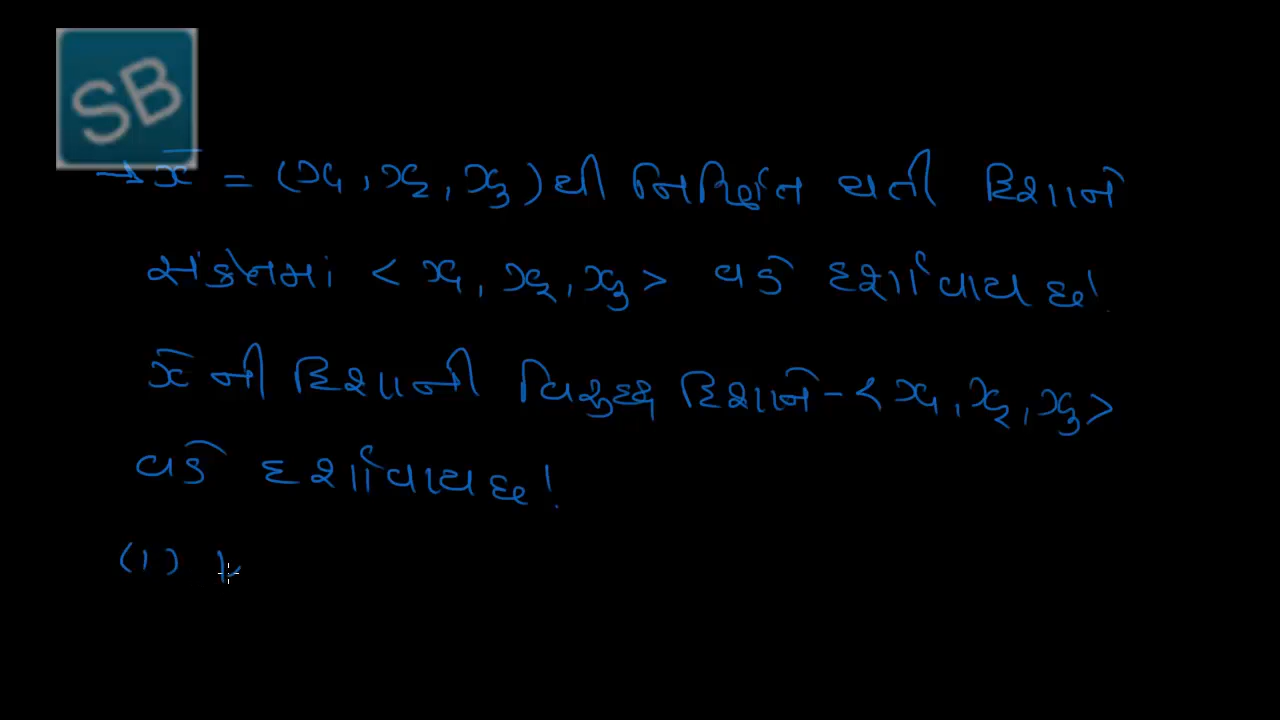 SB
→ x̄ = (x₁, x₂, x₃) થી નિર્દિષ્ટ થતી દિશાને
સંકેતમાં < x₁, x₂, x₃ > વડે દર્શાવાય છે.
x̄ ની દિશાની વિરુદ્ધ દિશાને - < x₁, x₂, x₃ >
વડે દર્શાવાય છે.
(1)